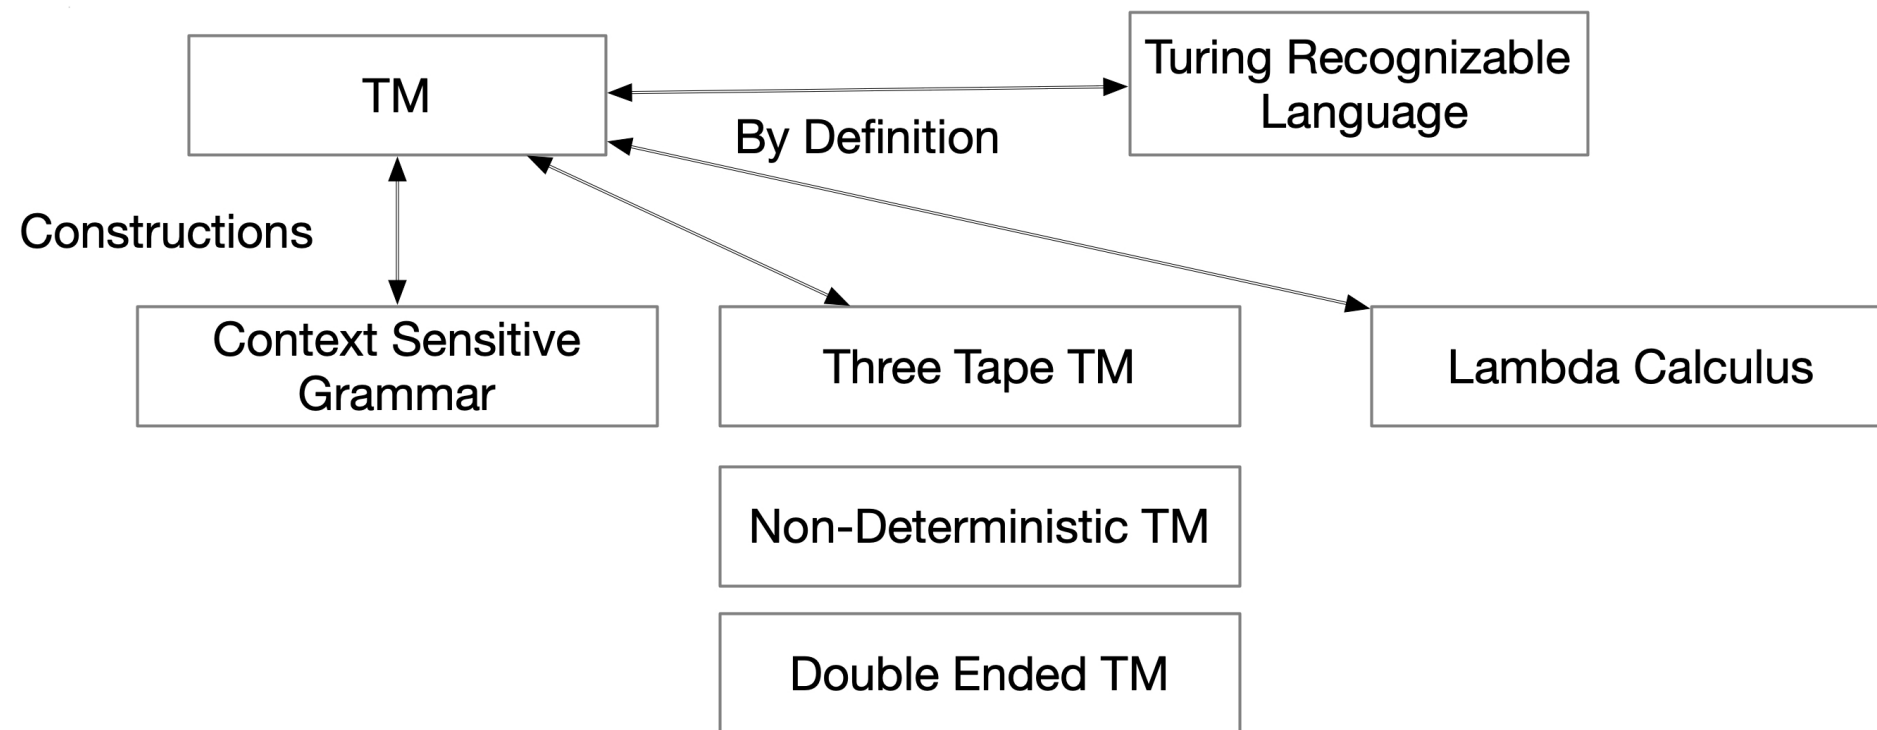 TM
Turing Recognizable
Language
By Definition
Constructions
Context Sensitive
Grammar
Three Tape TM
Lambda Calculus
Non-Deterministic TM
Double Ended TM